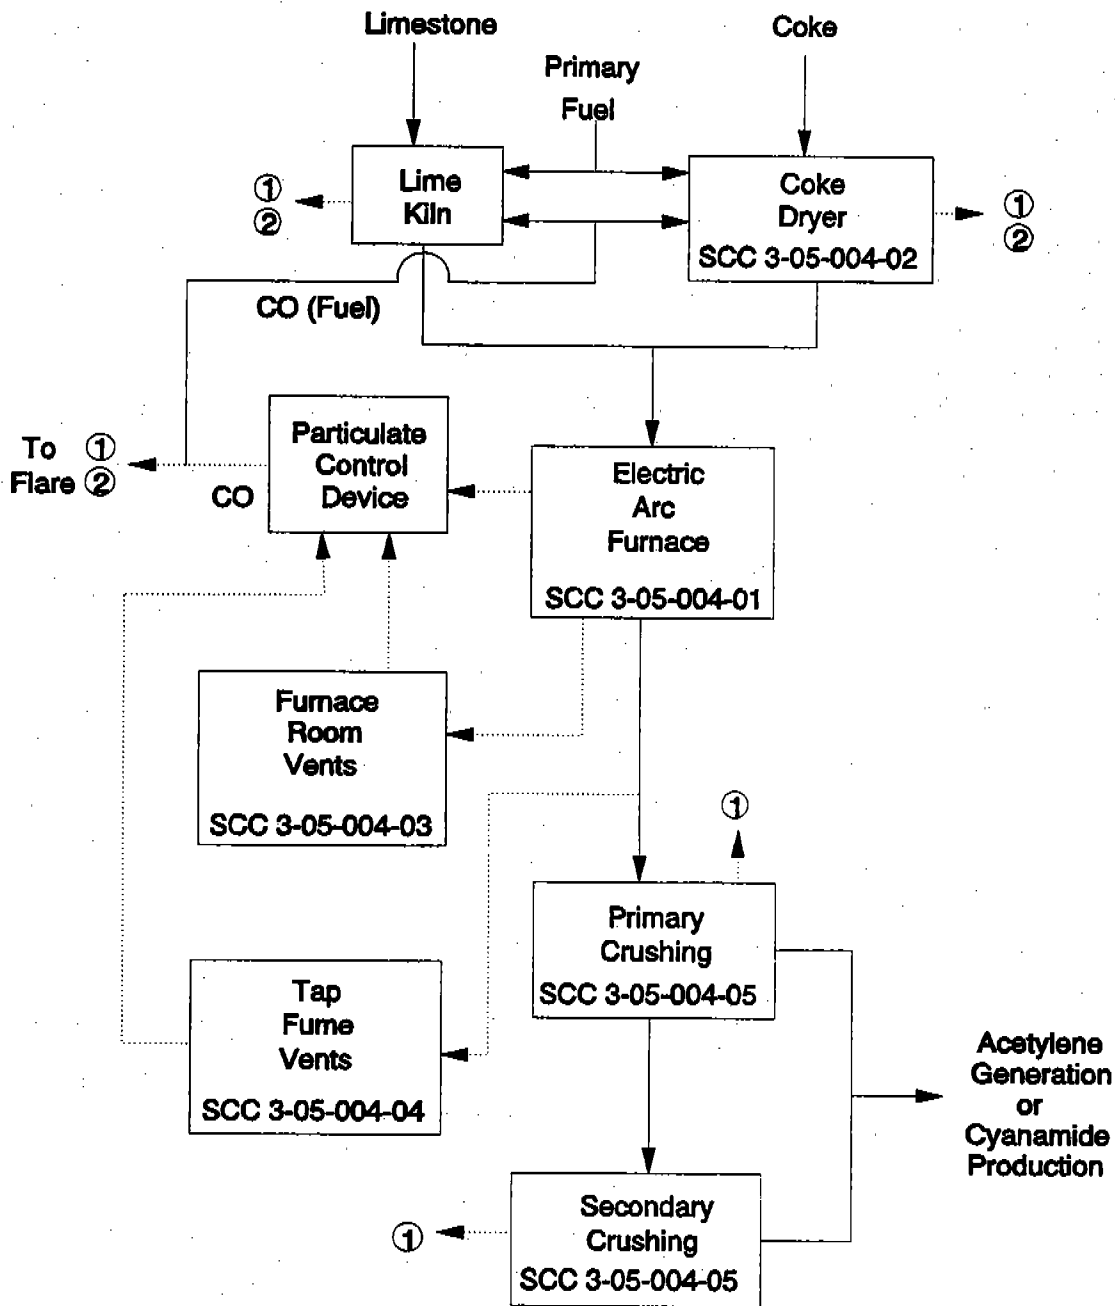 Limestone
Coke
Primary
Fuel
Lime
Kiln
Coke
Dryer
SCC 3-05-004-02
①
②
①
②
CO (Fuel)
To ①
Flare ②
CO
Particulate
Control
Device
Electric
Arc
Furnace
SCC 3-05-004-01
Furnace
Room
Vents
SCC 3-05-004-03
①
Primary
Crushing
SCC 3-05-004-05
Tap
Fume
Vents
SCC 3-05-004-04
Acetylene
Generation
or
Cyanamide
Production
Secondary
Crushing
SCC 3-05-004-05
①